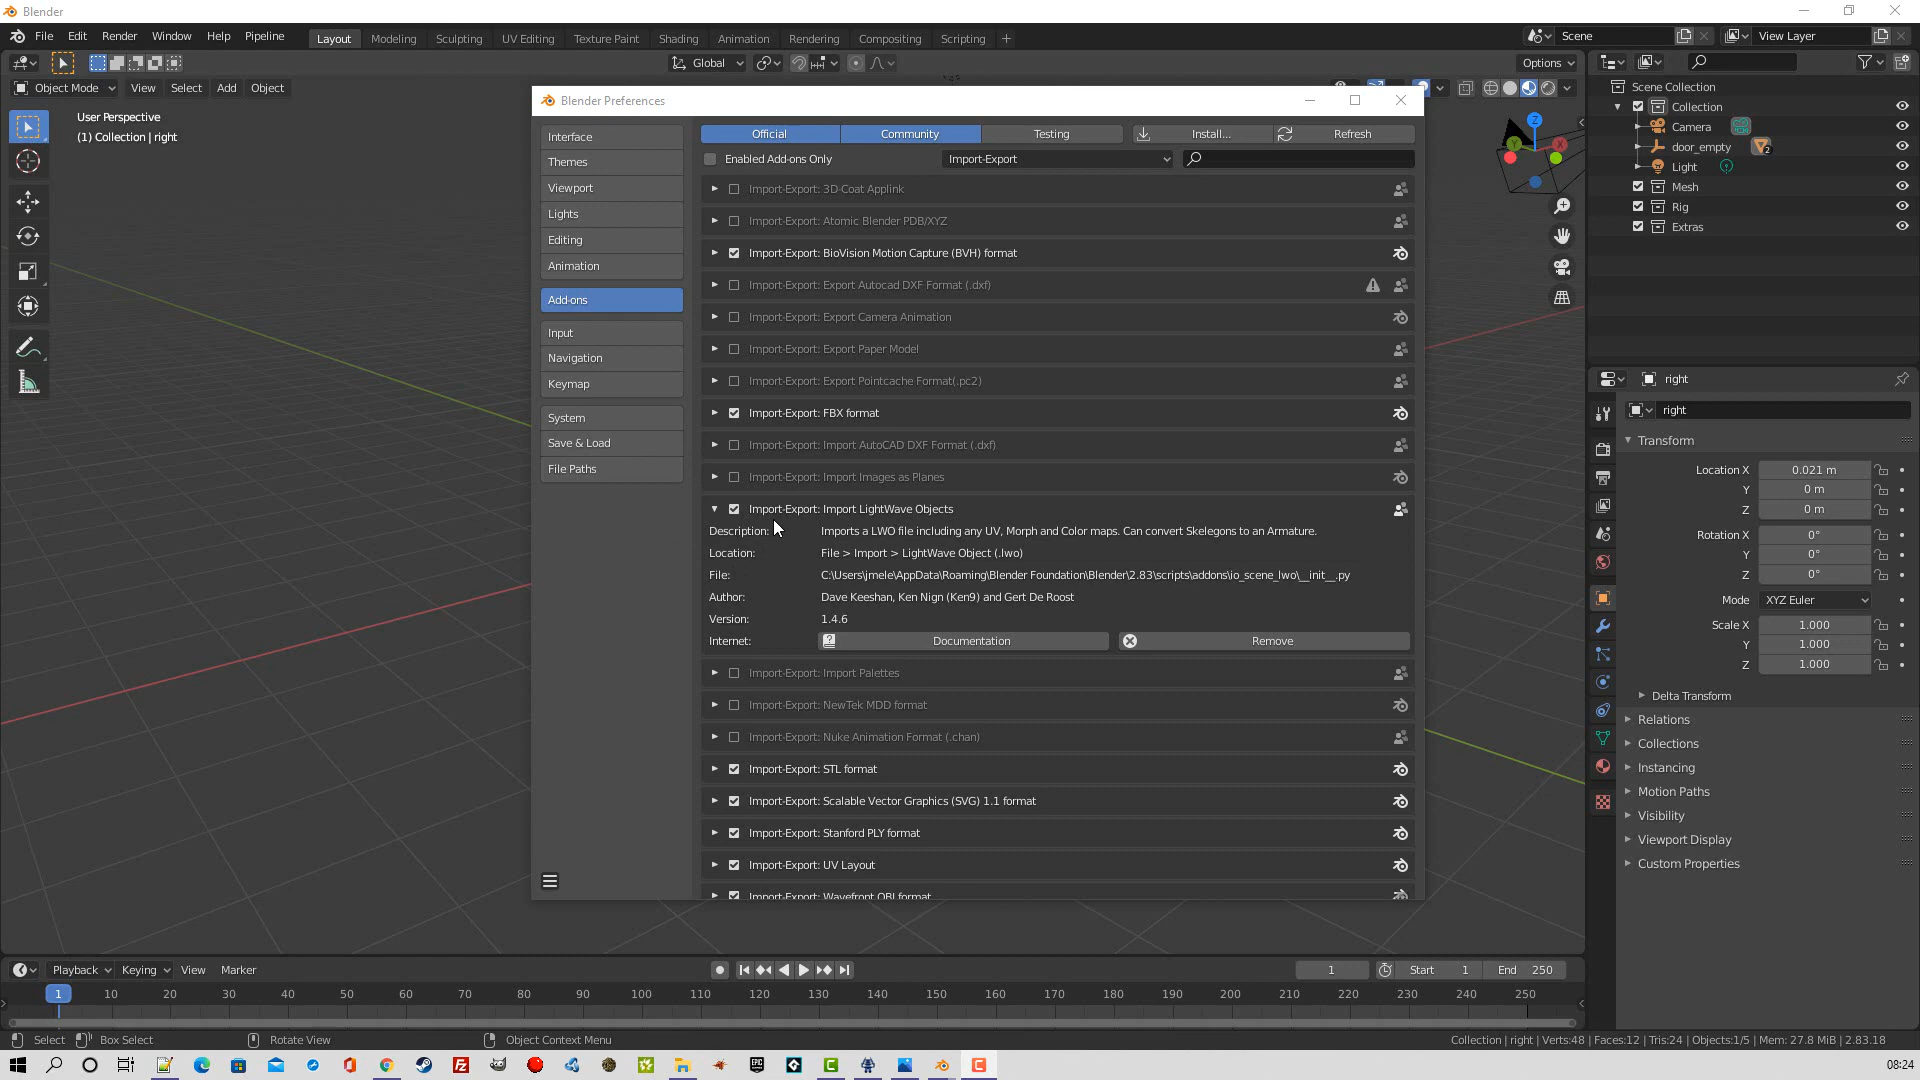 Blender
File Edit Render Window Help Pipeline
Layout Modeling Sculpting UV Editing Texture Paint Shading Animation Rendering Compositing Scripting +
Scene
View Layer
Global
Options
Object Mode View Select Add Object
User Perspective
(1) Collection | right
Blender Preferences
Interface
Themes
Viewport
Lights
Editing
Animation
Add-ons
Input
Navigation
Keymap
System
Save & Load
File Paths
Official Community Testing Install... Refresh
Enabled Add-ons Only Import-Export
Import-Export: 3D-Coat Applink
Import-Export: Atomic Blender PDB/XYZ
Import-Export: BioVision Motion Capture (BVH) format
Import-Export: Export Autocad DXF Format (.dxf)
Import-Export: Export Camera Animation
Import-Export: Export Paper Model
Import-Export: Export Pointcache Format(.pc2)
Import-Export: FBX format
Import-Export: Import AutoCAD DXF Format (.dxf)
Import-Export: Import Images as Planes
Import-Export: Import LightWave Objects
Description: Imports a LWO file including any UV, Morph and Color maps. Can convert Skelegons to an Armature.
Location: File > Import > LightWave Object (.lwo)
File: C:\Users\jmele\AppData\Roaming\Blender Foundation\Blender\2.83\scripts\addons\io_scene_lwo\__init__.py
Author: Dave Keeshan, Ken Nign (Ken9) and Gert De Roost
Version: 1.4.6
Internet: Documentation Remove
Import-Export: Import Palettes
Import-Export: NewTek MDD format
Import-Export: Nuke Animation Format (.chan)
Import-Export: STL format
Import-Export: Scalable Vector Graphics (SVG) 1.1 format
Import-Export: Stanford PLY format
Import-Export: UV Layout
Import-Export: Wavefront OBJ format
Z
Y
X
Scene Collection
Collection
Camera
door_empty 2
Light
Mesh
Rig
Extras
right
right
Transform
Location X 0.021 m
Y 0 m
Z 0 m
Rotation X 0°
Y 0°
Z 0°
Mode XYZ Euler
Scale X 1.000
Y 1.000
Z 1.000
Delta Transform
Relations
Collections
Instancing
Motion Paths
Visibility
Viewport Display
Custom Properties
Playback Keying View Marker
1 Start 1 End 250
1 10 20 30 40 50 60 70 80 90 100 110 120 130 140 150 160 170 180 190 200 210 220 230 240 250
Select Box Select Rotate View Object Context Menu
Collection | right | Verts:48 | Faces:12 | Tris:24 | Objects:1/5 | Mem: 27.8 MiB | 2.83.18
08:24